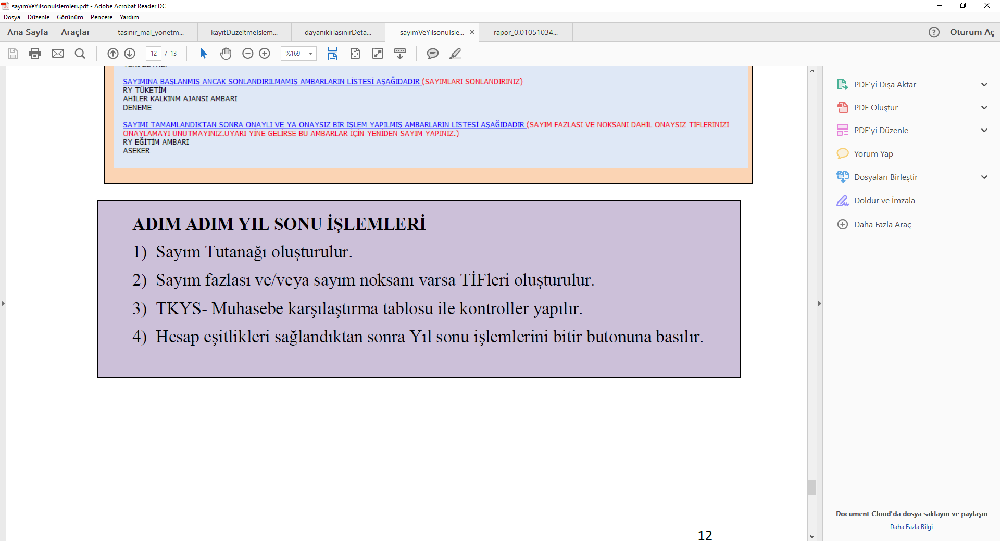 sayimVeYilsonuIslemleri.pdf - Adobe Acrobat Reader DC
Dosya Düzenle Görünüm Pencere Yardım
Ana Sayfa Araçlar tasinir_mal_yonetm... kayitDuzeltmeIslem... dayanikliTasinirDeta... sayimVeYilsonuIsle... × rapor_0.01051034... ? Oturum Aç
12 / 13 %169
SAYIMINA BAŞLANMIŞ ANCAK SONLANDIRILMAMIŞ AMBARLARIN LİSTESİ AŞAĞIDADIR (SAYIMLARI SONLANDIRINIZ)
RY TÜKETİM
AHİLER KALKINM AJANSI AMBARI
DENEME
SAYIMI TAMAMLANDIKTAN SONRA ONAYLI VE YA ONAYSIZ BİR İŞLEM YAPILMIŞ AMBARLARIN LİSTESİ AŞAĞIDADIR (SAYIM FAZLASI VE NOKSANI DAHİL ONAYSIZ TİFLERİNİZİ
ONAYLAMAYI UNUTMAYINIZ.UYARI YİNE GELİRSE BU AMBARLAR İÇİN YENİDEN SAYIM YAPINIZ.)
RY EĞİTİM AMBARI
ASEKER
ADIM ADIM YIL SONU İŞLEMLERİ
1) Sayım Tutanağı oluşturulur.
2) Sayım fazlası ve/veya sayım noksanı varsa TİFleri oluşturulur.
3) TKYS- Muhasebe karşılaştırma tablosu ile kontroller yapılır.
4) Hesap eşitlikleri sağlandıktan sonra Yıl sonu işlemlerini bitir butonuna basılır.
12
PDF'yi Dışa Aktar
PDF Oluştur
PDF'yi Düzenle
Yorum Yap
Dosyaları Birleştir
Doldur ve İmzala
Daha Fazla Araç
Document Cloud'da dosya saklayın ve paylaşın
Daha Fazla Bilgi